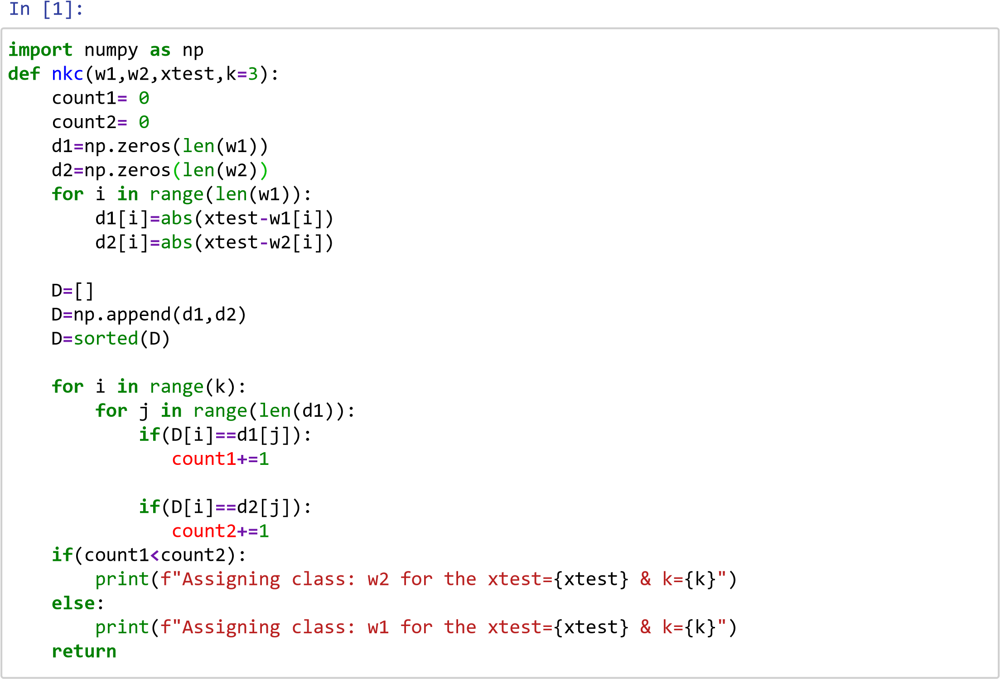 In [1]:
import numpy as np
def nkc(w1,w2,xtest,k=3):
    count1= 0
    count2= 0
    d1=np.zeros(len(w1))
    d2=np.zeros(len(w2))
    for i in range(len(w1)):
        d1[i]=abs(xtest-w1[i])
        d2[i]=abs(xtest-w2[i])
    D=[]
    D=np.append(d1,d2)
    D=sorted(D)
    for i in range(k):
        for j in range(len(d1)):
            if(D[i]==d1[j]):
               count1+=1
            if(D[i]==d2[j]):
               count2+=1
    if(count1<count2):
        print(f"Assigning class: w2 for the xtest={xtest} & k={k}")
    else:
        print(f"Assigning class: w1 for the xtest={xtest} & k={k}")
    return